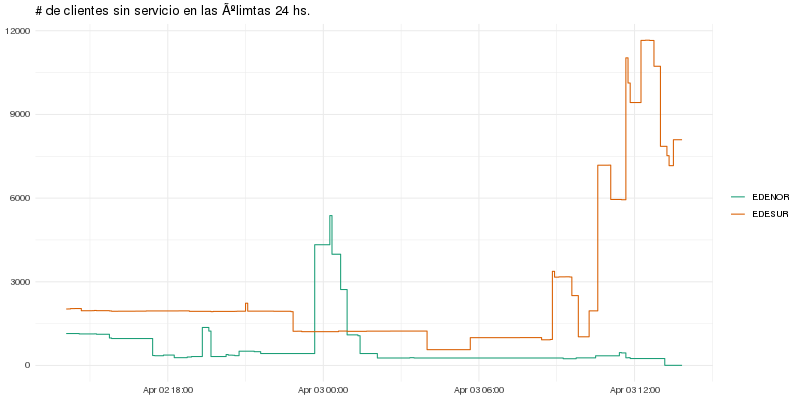 # de clientes sin servicio en las Ãºlimtas 24 hs.
12000
9000
6000
3000
0
EDENOR
EDESUR
Apr 02 18:00
Apr 03 00:00
Apr 03 06:00
Apr 03 12:00